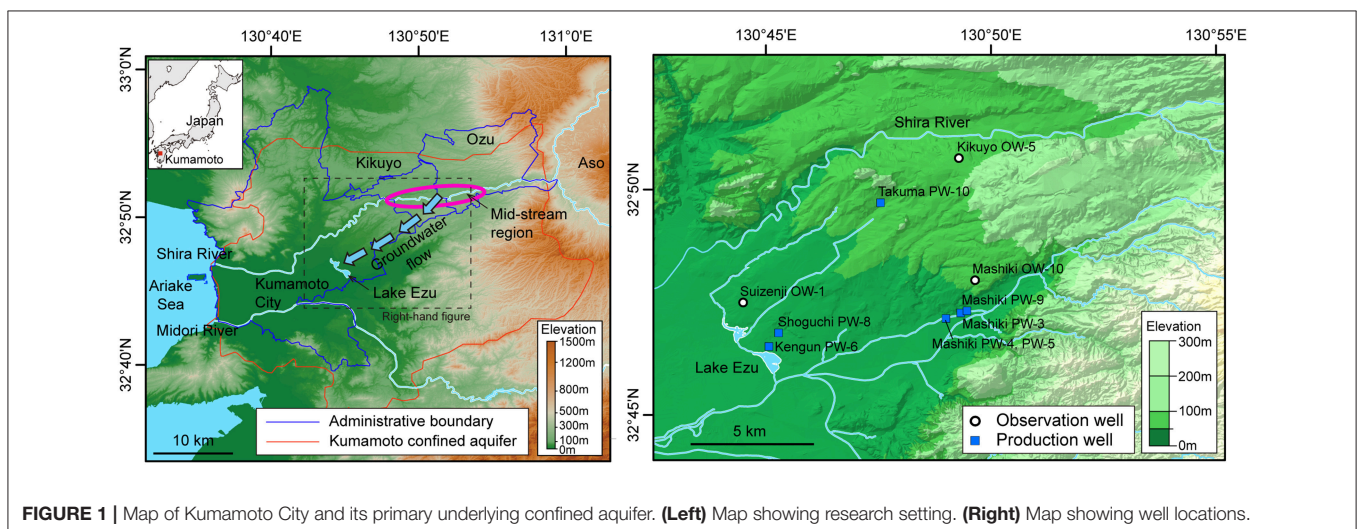 130°40'E
130°50'E
131°0'E
33°0'N
32°50'N
32°40'N
Japan
Kumamoto
Ozu
Kikuyo
Aso
Mid-stream
region
Groundwater
flow
Shira River
Ariake
Sea
Kumamoto
City
Lake Ezu
Right-hand figure
Midori River
Elevation
1500m
1200m
800m
500m
300m
100m
0m
Administrative boundary
Kumamoto confined aquifer
10 km
130°45'E
130°50'E
130°55'E
32°50'N
32°45'N
Shira River
Kikuyo OW-5
Takuma PW-10
Mashiki OW-10
Suizenji OW-1
Mashiki PW-9
Shoguchi PW-8
Mashiki PW-3
Kengun PW-6
Mashiki PW-4, PW-5
Lake Ezu
Elevation
300m
200m
100m
0m
Observation well
Production well
5 km
FIGURE 1 | Map of Kumamoto City and its primary underlying confined aquifer. (Left) Map showing research setting. (Right) Map showing well locations.